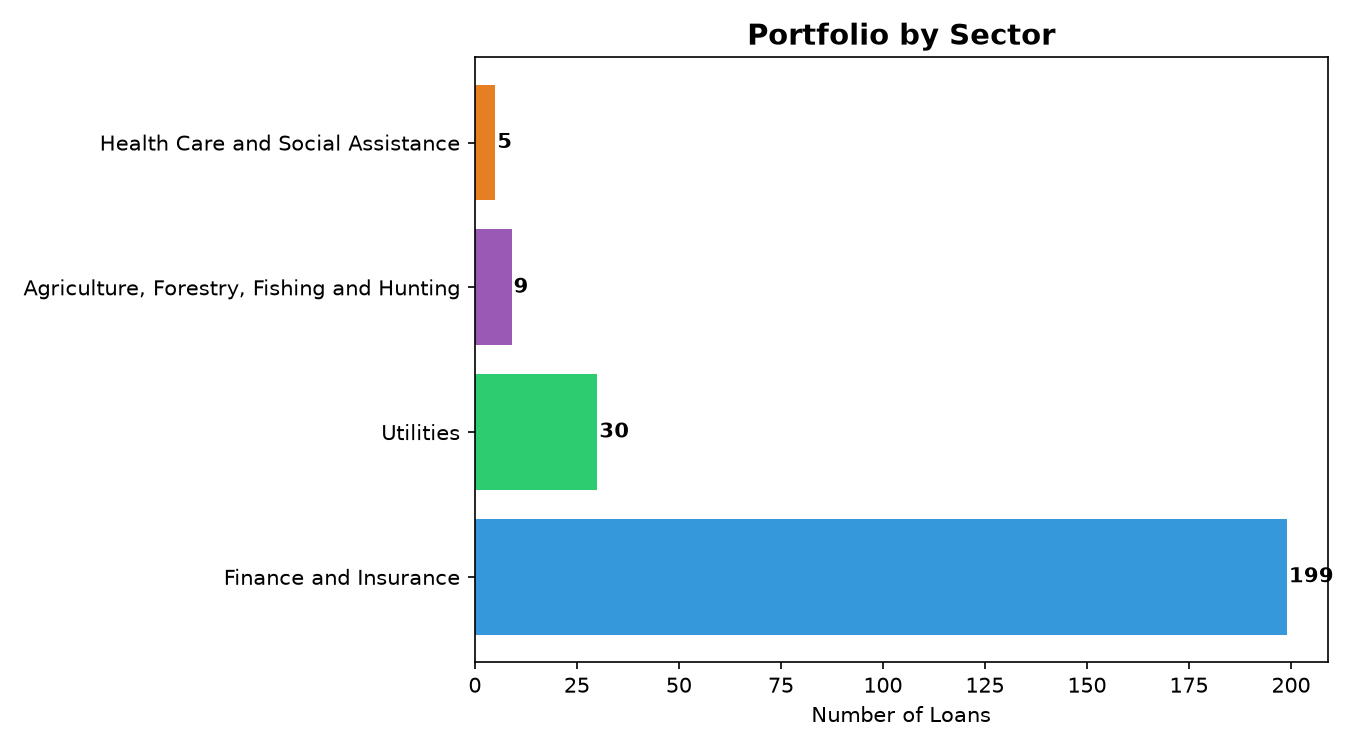 Portfolio by Sector
Health Care and Social Assistance
5
Agriculture, Forestry, Fishing and Hunting
9
Utilities
30
Finance and Insurance
199
0 25 50 75 100 125 150 175 200
Number of Loans